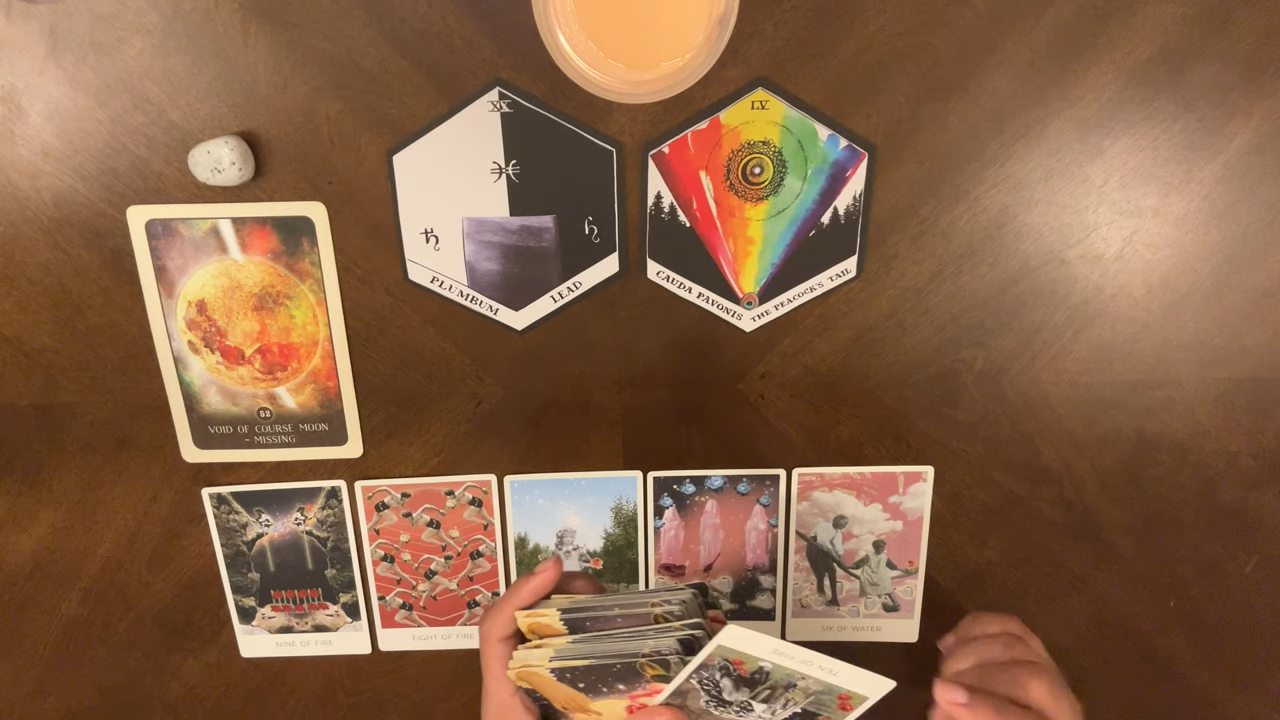 XX
PLUMBUM LEAD
LV
CAUDA PAVONIS THE PEACOCK'S TAIL
52
VOID OF COURSE MOON
~ MISSING
NINE OF FIRE
EIGHT OF FIRE
SIX OF WATER
TEN OF FIRE